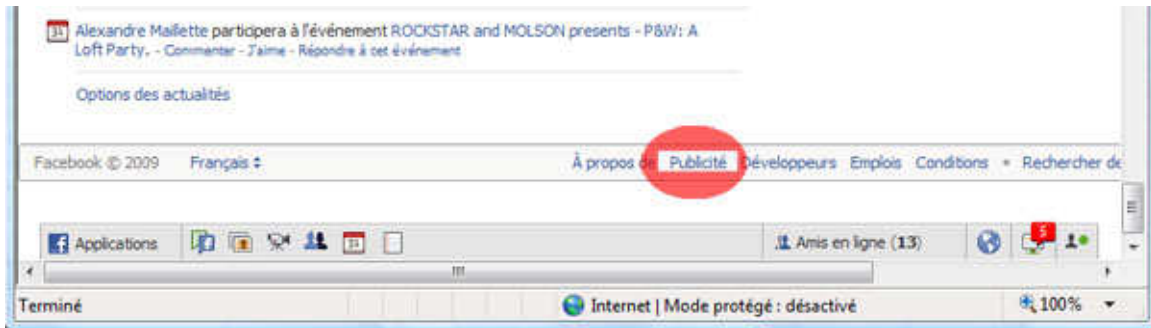 31 Alexandre Maillette participera à l'événement ROCKSTAR and MOLSON presents - P&W: A
Loft Party. - Commenter - J'aime - Répondre à cet événement
Options des actualités
Facebook © 2009 Français À propos de Publicité Développeurs Emplois Conditions • Rechercher de
Applications 31 Amis en ligne (13) 5
Terminé Internet | Mode protégé : désactivé 100%